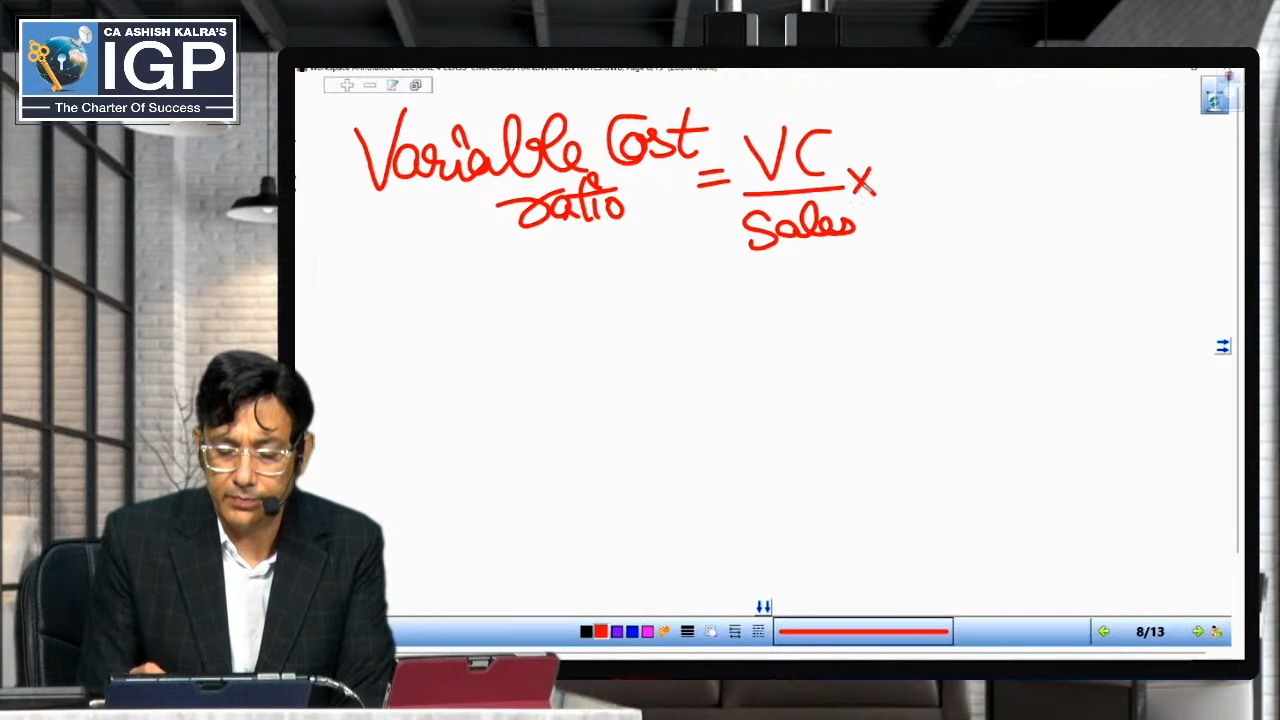 CA ASHISH KALRA'S
IGP
The Charter Of Success
Variable Cost = VC ×
ratio Sales
8/13